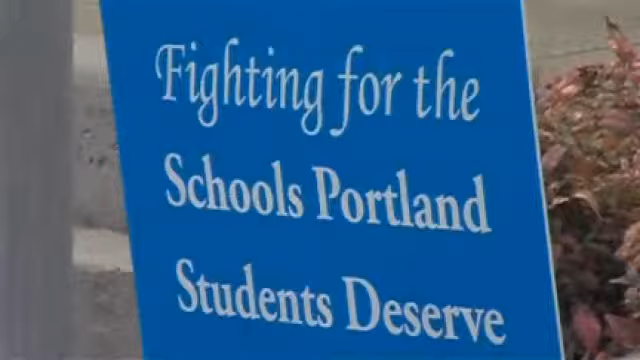 Fighting for the
Schools Portland
Students Deserve